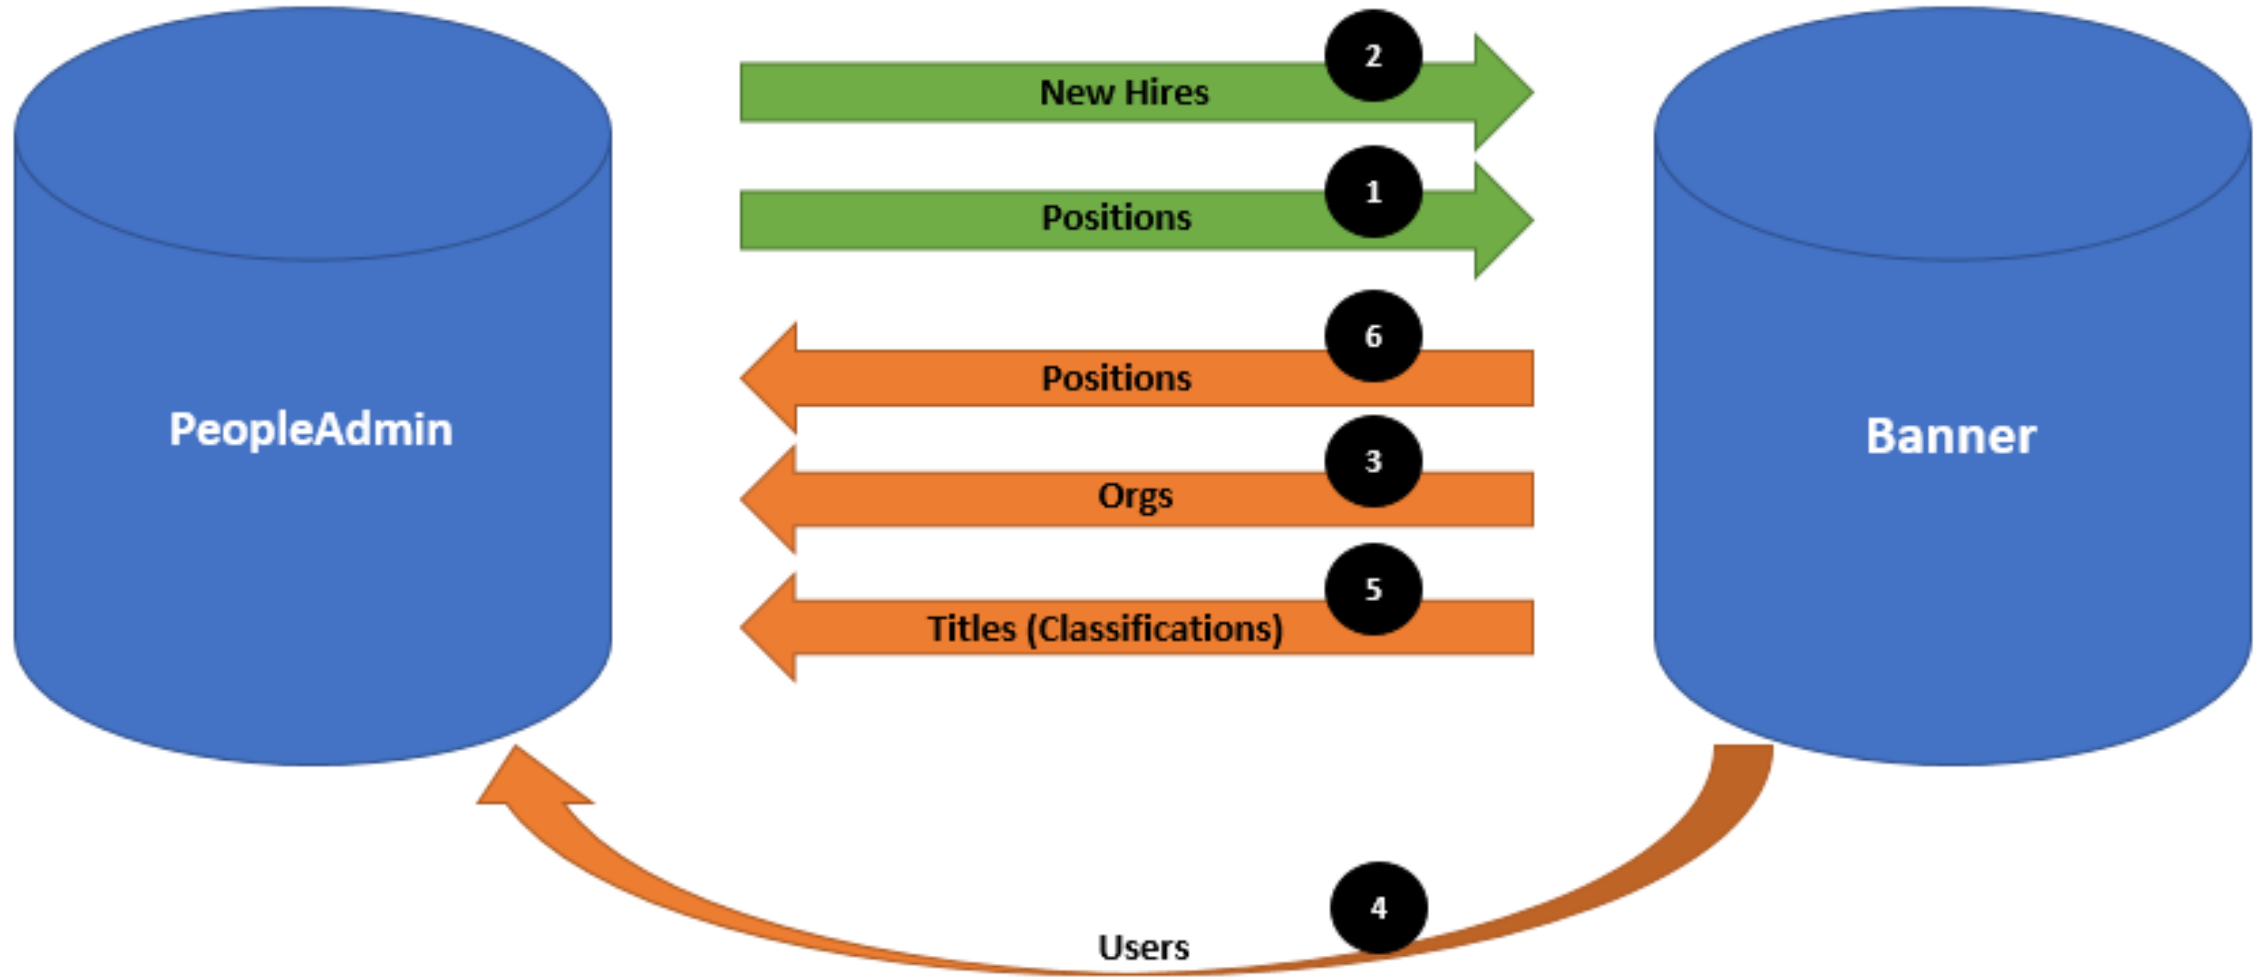 2
New Hires
1
Positions
6
Positions
PeopleAdmin
Banner
3
Orgs
5
Titles (Classifications)
4
Users